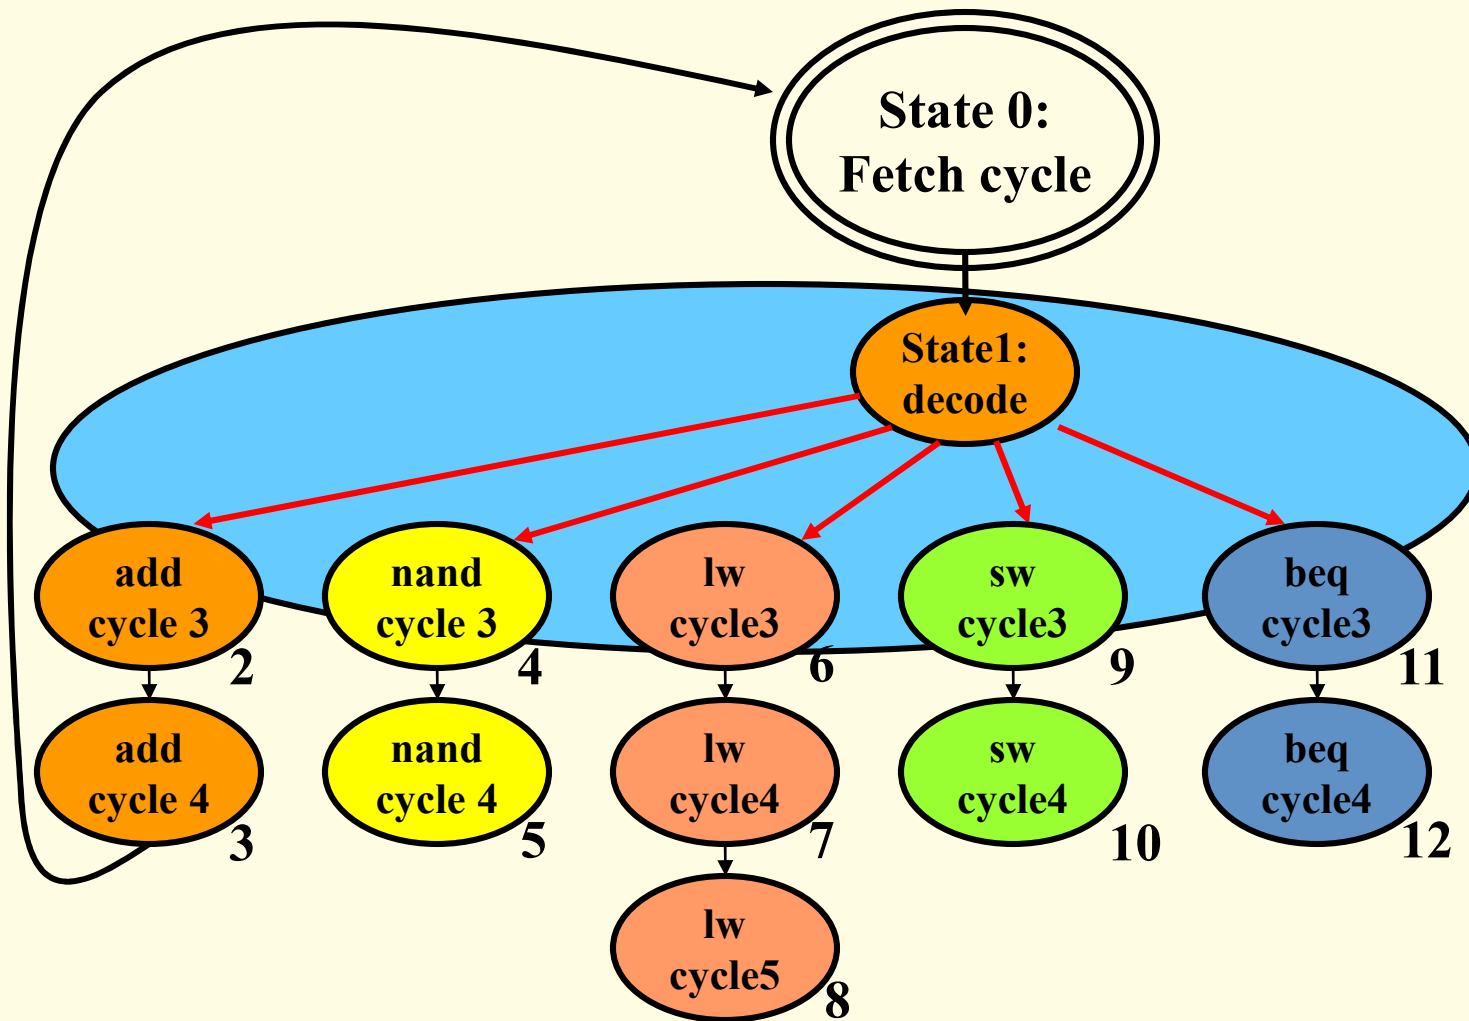 State 0:
Fetch cycle
State1:
decode
add
cycle 3
2
nand
cycle 3
4
lw
cycle3
6
sw
cycle3
9
beq
cycle3
11
add
cycle 4
3
nand
cycle 4
5
lw
cycle4
7
sw
cycle4
10
beq
cycle4
12
lw
cycle5
8